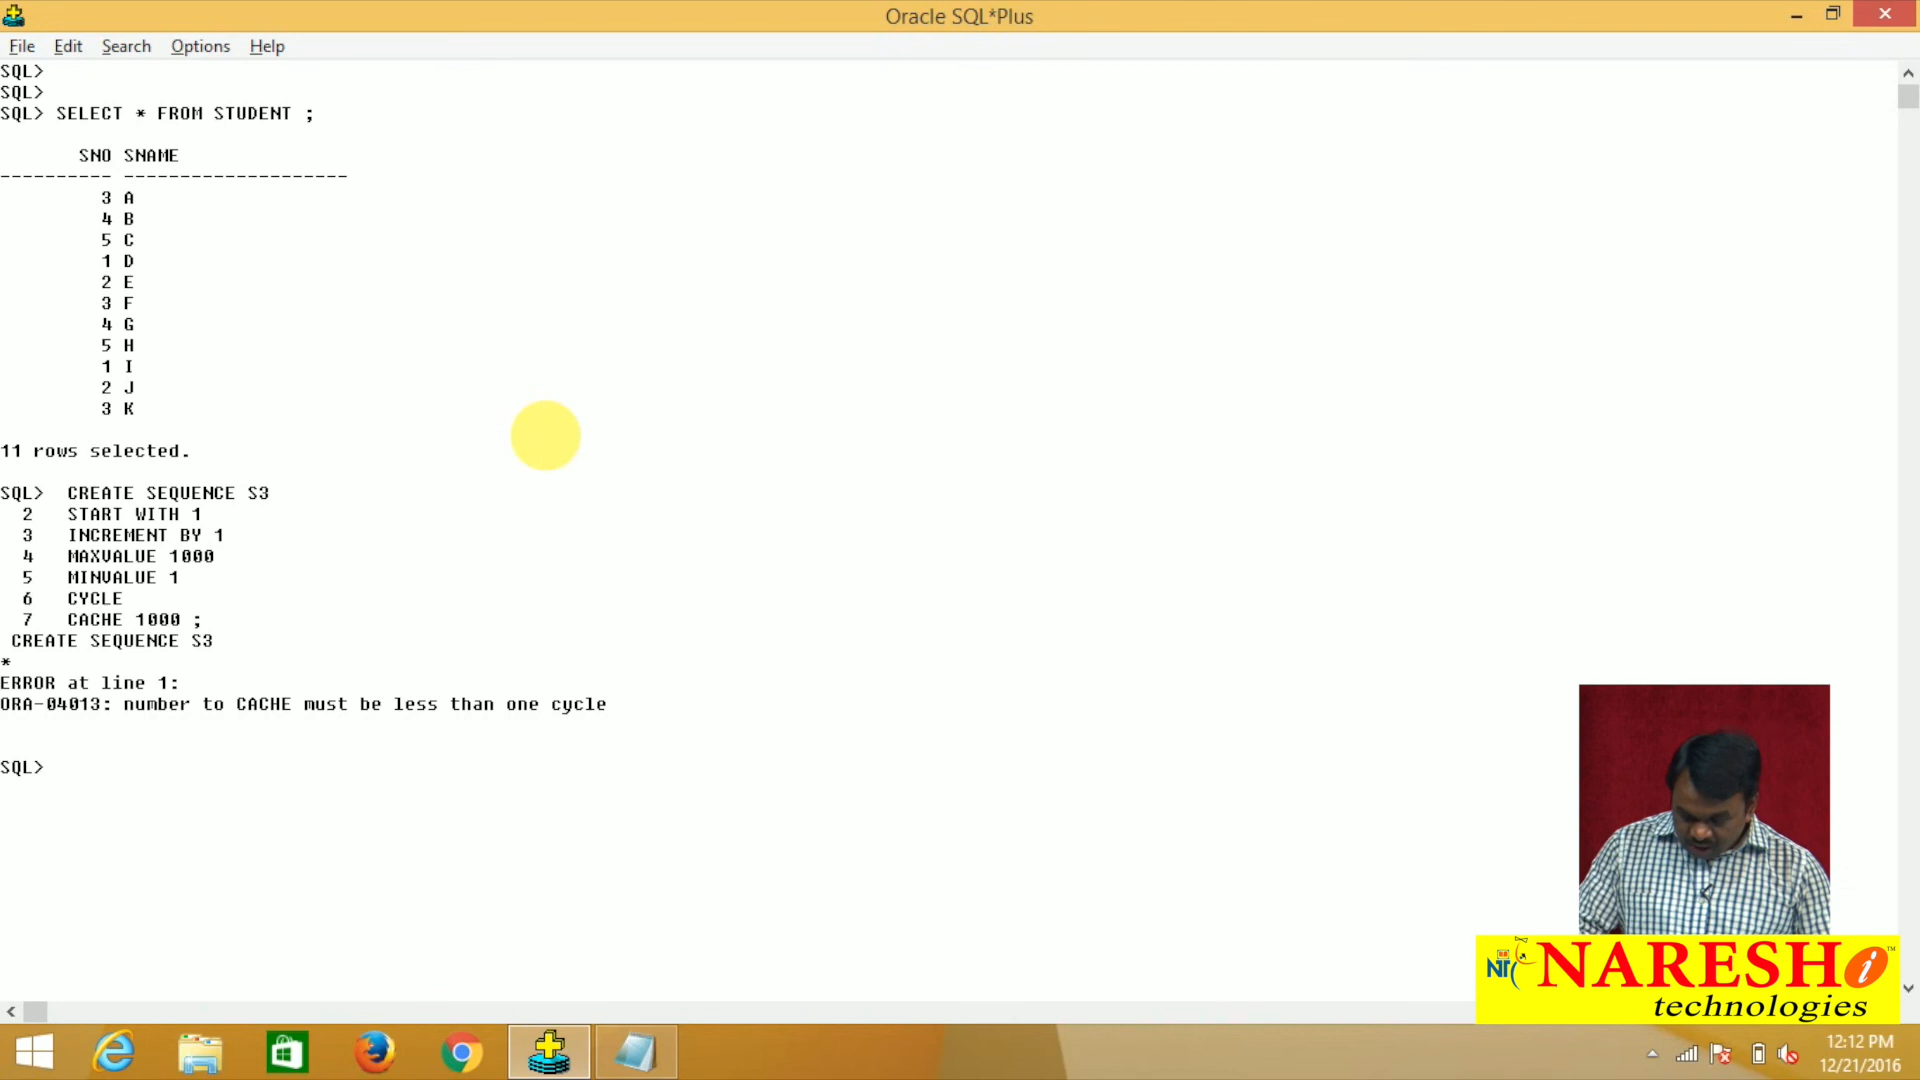 Oracle SQL*Plus
File Edit Search Options Help
SQL>
SQL>
SQL> SELECT * FROM STUDENT ;
SNO SNAME
---------- --------------------
3 A
4 B
5 C
1 D
2 E
3 F
4 G
5 H
1 I
2 J
3 K
11 rows selected.
SQL> CREATE SEQUENCE S3
2 START WITH 1
3 INCREMENT BY 1
4 MAXVALUE 1000
5 MINVALUE 1
6 CYCLE
7 CACHE 1000 ;
CREATE SEQUENCE S3
*
ERROR at line 1:
ORA-04013: number to CACHE must be less than one cycle
SQL>
NARESH i ™
technologies
12:12 PM
12/21/2016